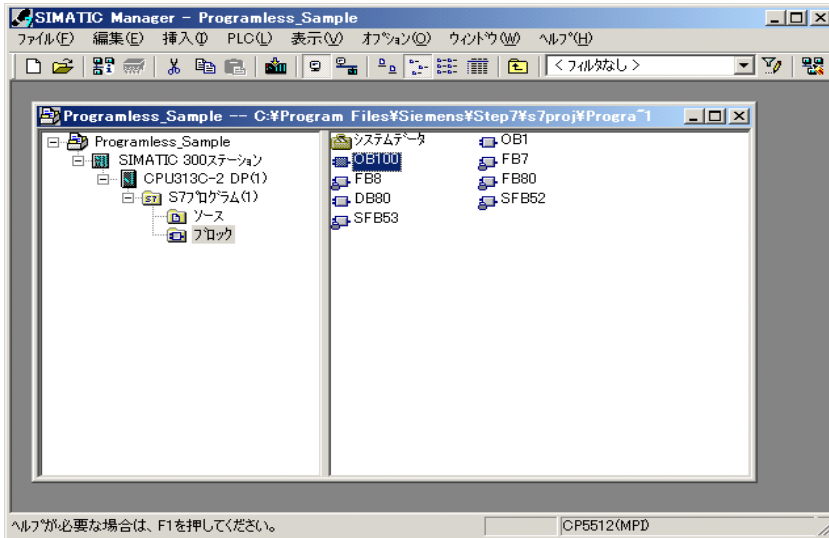 SIMATIC Manager - Programless_Sample
ファイル(F) 編集(E) 挿入(I) PLC(L) 表示(V) オプション(O) ウィンドウ(W) ヘルプ(H)
< フィルタなし >
Programless_Sample -- C:¥Program Files¥Siemens¥Step7¥s7proj¥Progra~1
Programless_Sample
SIMATIC 300ステーション
CPU313C-2 DP(1)
S7プログラム(1)
ソース
ブロック
システムデータ
OB1
OB100
FB7
FB8
FB80
DB80
SFB52
SFB53
ヘルプが必要な場合は、F1を押してください。
CP5512(MPI)